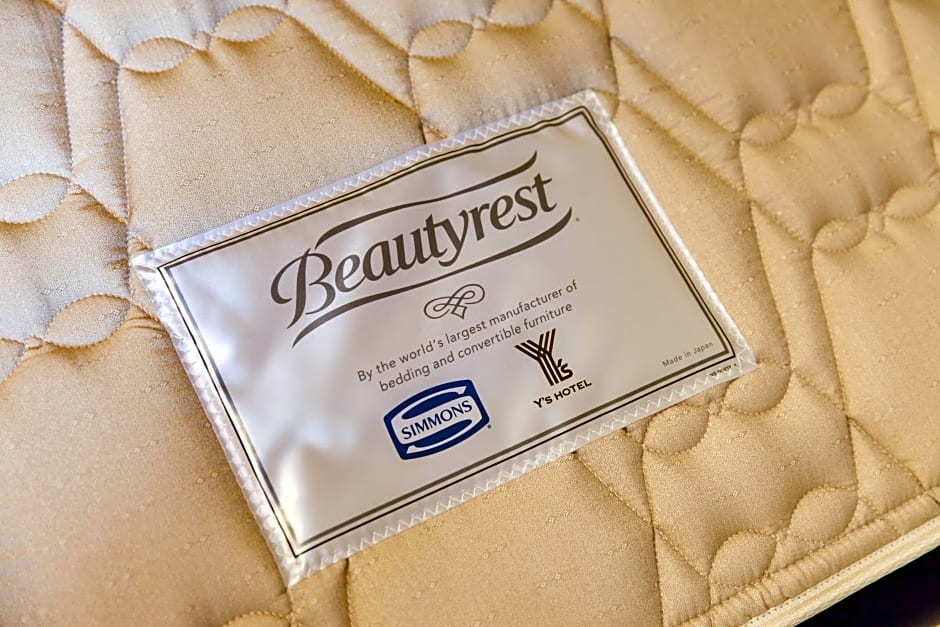 Beautyrest
By the world's largest manufacturer of
bedding and convertible furniture
SIMMONS
Y's
Y'S HOTEL
Made in Japan